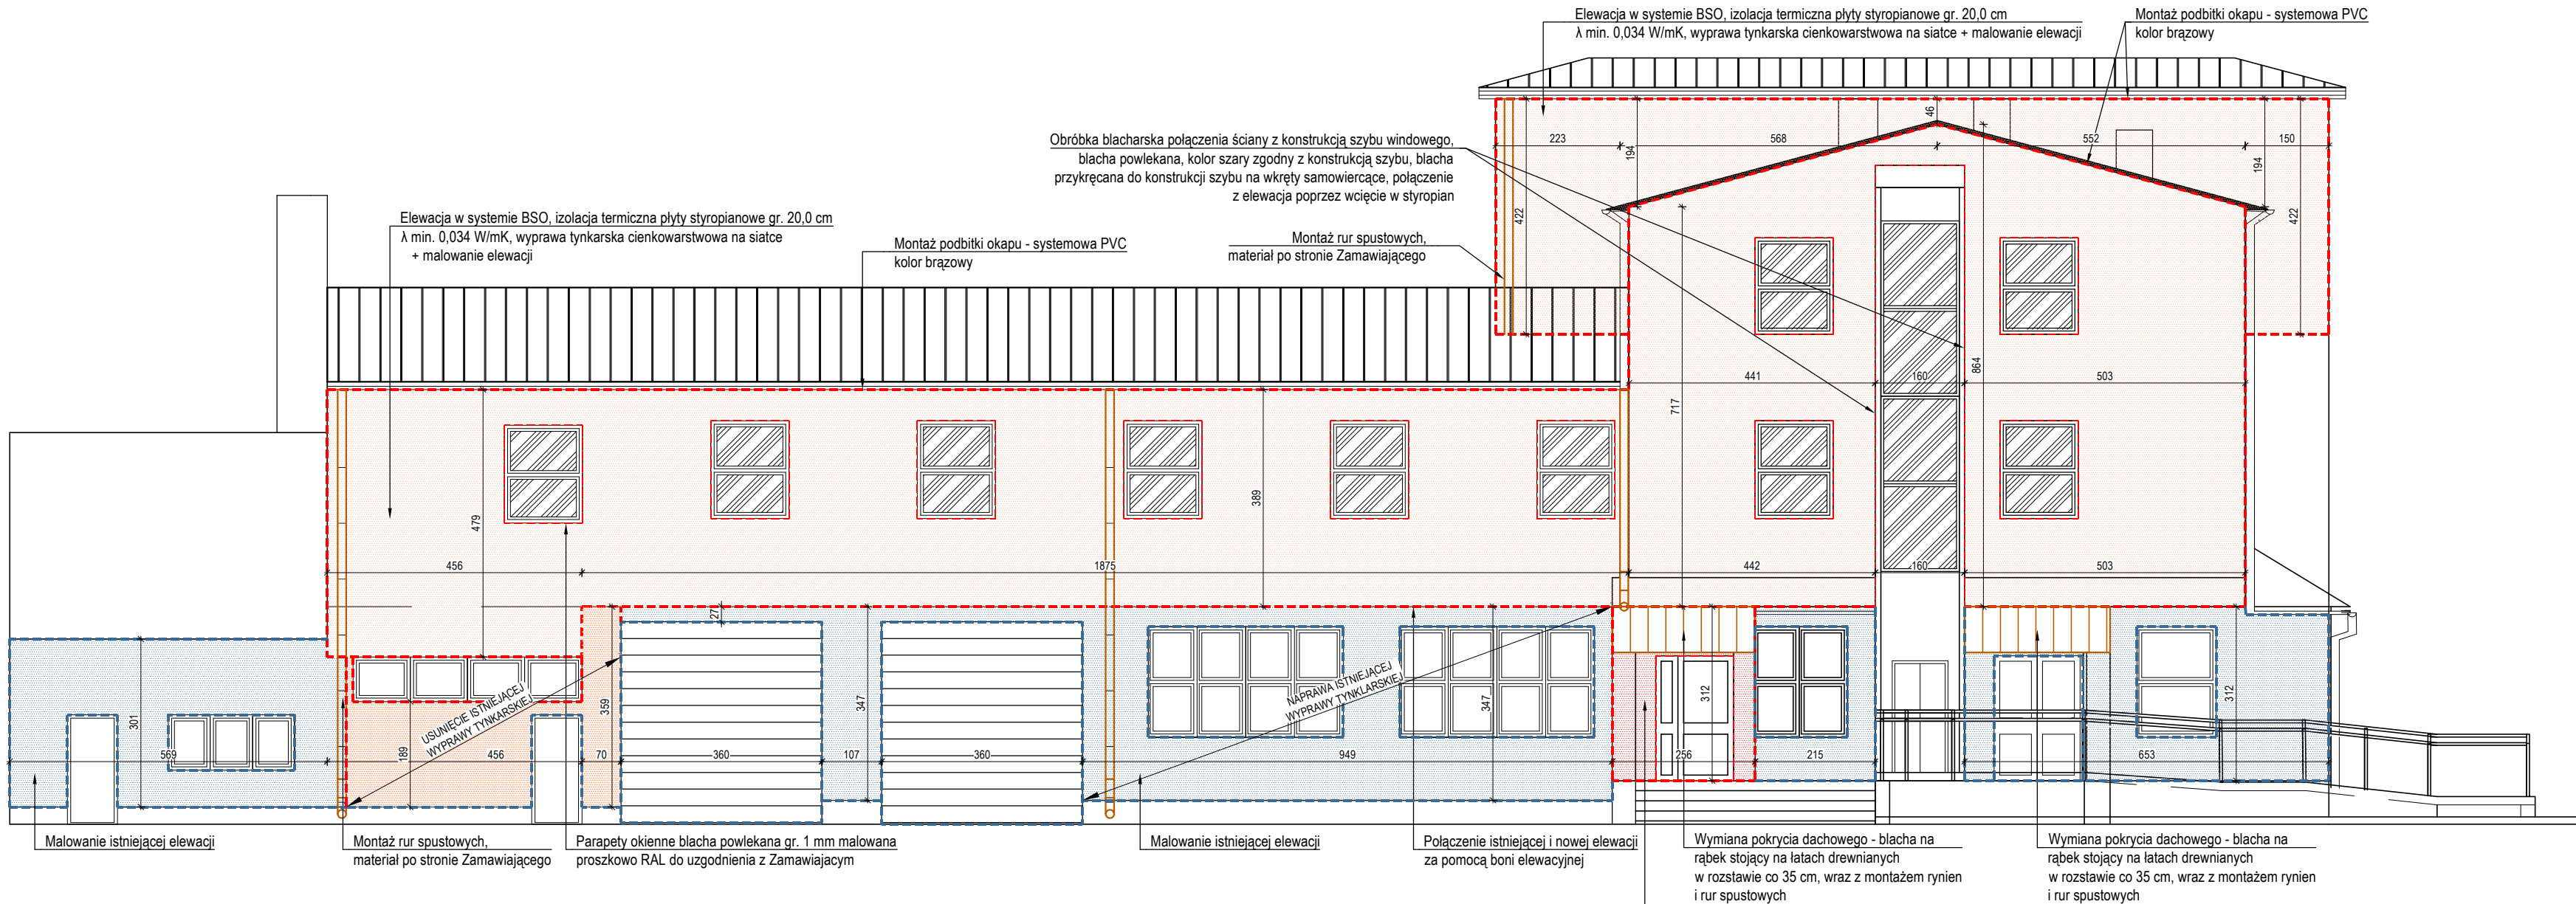 Elewacja w systemie BSO, izolacja termiczna płyty styropianowe gr. 20,0 cm
λ min. 0,034 W/mK, wyprawa tynkarska cienkowarstwowa na siatce + malowanie elewacji
Montaż podbitki okapu - systemowa PVC
kolor brązowy
Obróbka blacharska połączenia ściany z konstrukcją szybu windowego,
blacha powlekana, kolor szary zgodny z konstrukcją szybu, blacha
przykręcana do konstrukcji szybu na wkręty samowiercące, połączenie
z elewacja poprzez wcięcie w styropian
46
223
568
552
150
194
194
422
422
Elewacja w systemie BSO, izolacja termiczna płyty styropianowe gr. 20,0 cm
λ min. 0,034 W/mK, wyprawa tynkarska cienkowarstwowa na siatce
+ malowanie elewacji
Montaż podbitki okapu - systemowa PVC
kolor brązowy
Montaż rur spustowych,
materiał po stronie Zamawiającego
864
441
160
503
717
479
389
456
1875
442
160
503
27
301
359
347
347
312
312
189
USUNIĘCIE ISTNIEJĄCEJ
WYPRAWY TYNKARSKIEJ
NAPRAWA ISTNIEJĄCEJ
WYPRAWY TYNKLARSKIEJ
569
456
70
360
107
360
949
256
215
653
Malowanie istniejącej elewacji
Montaż rur spustowych,
materiał po stronie Zamawiającego
Parapety okienne blacha powlekana gr. 1 mm malowana
proszkowo RAL do uzgodnienia z Zamawiajacym
Malowanie istniejącej elewacji
Połączenie istniejącej i nowej elewacji
za pomocą boni elewacyjnej
Wymiana pokrycia dachowego - blacha na
rąbek stojący na łatach drewnianych
w rozstawie co 35 cm, wraz z montażem rynien
i rur spustowych
Wymiana pokrycia dachowego - blacha na
rąbek stojący na łatach drewnianych
w rozstawie co 35 cm, wraz z montażem rynien
i rur spustowych